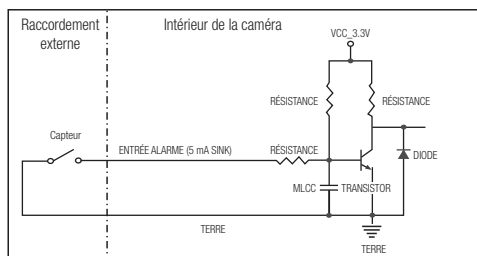 Raccordement
externe
Intérieur de la caméra
VCC_3.3V
RÉSISTANCE
RÉSISTANCE
Capteur
ENTRÉE ALARME (5 mA SINK)
RÉSISTANCE
DIODE
MLCC
TRANSISTOR
TERRE
TERRE